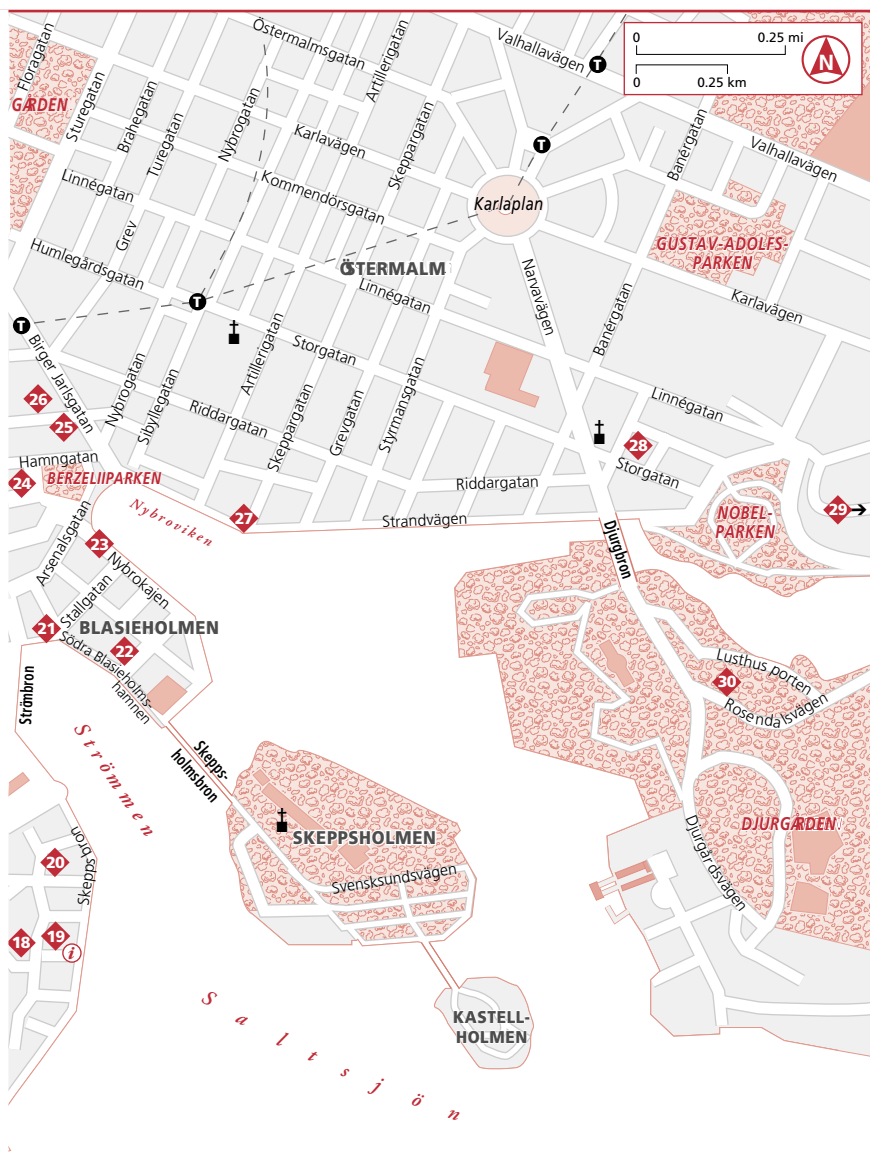 Östermalmsgatan
Artillerigatan
Valhallavägen
0
0.25 mi
0
0.25 km
N
T
Floragatan
GÅRDEN
Sturegatan
Brahegatan
Turegatan
Nybrogatan
Karlavägen
Skeppargatan
T
Banérgatan
Valhallavägen
Linnégatan
Kommendörsgatan
Karlaplan
Grev
Humlegårdsgatan
ÖSTERMALM
GUSTAV-ADOLFS-
PARKEN
Linnégatan
Narvavägen
Karlavägen
T
T
Birger Jarlsgatan
Storgatan
Artillerigatan
Banérgatan
26
25
Nybrogatan
Sibyllegatan
Riddargatan
Skeppargatan
Grevgatan
Styrmansgatan
Linnégatan
28
Storgatan
Hamngatan
24
BERZELIIPARKEN
Riddargatan
Nybroviken
27
Strandvägen
NOBEL-
PARKEN
29
Djurgbron
Arsenalsgatan
23
Nybrokajen
Stallgatan
21
BLASIEHOLMEN
22
Södra Blasieholms-
hamnen
Strämbron
Lusthus porten
30
Rosendalsvägen
Strömmen
Skepps-
holmsbron
SKEPPSHOLMEN
DJURGÅRDEN
Skepps bron
20
Svensksundsvägen
Djurgårdsvägen
18
19
i
KASTELL-
HOLMEN
Saltsjön